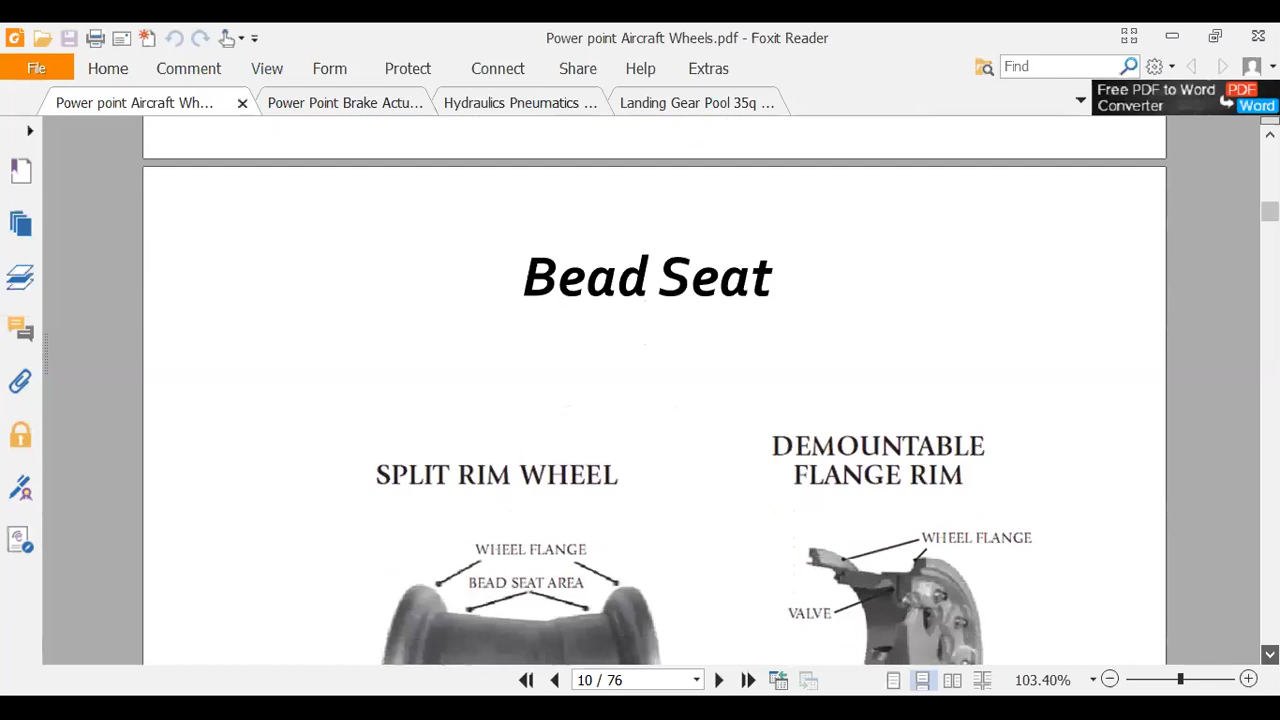 Power point Aircraft Wheels.pdf - Foxit Reader
File Home Comment View Form Protect Connect Share Help Extras Find
Power point Aircraft Wh... Power Point Brake Actu... Hydraulics Pneumatics ... Landing Gear Pool 35q ...
Free PDF to Word PDF
Converter Word
Bead Seat
SPLIT RIM WHEEL
DEMOUNTABLE
FLANGE RIM
WHEEL FLANGE
BEAD SEAT AREA
WHEEL FLANGE
VALVE
10 / 76 103.40%